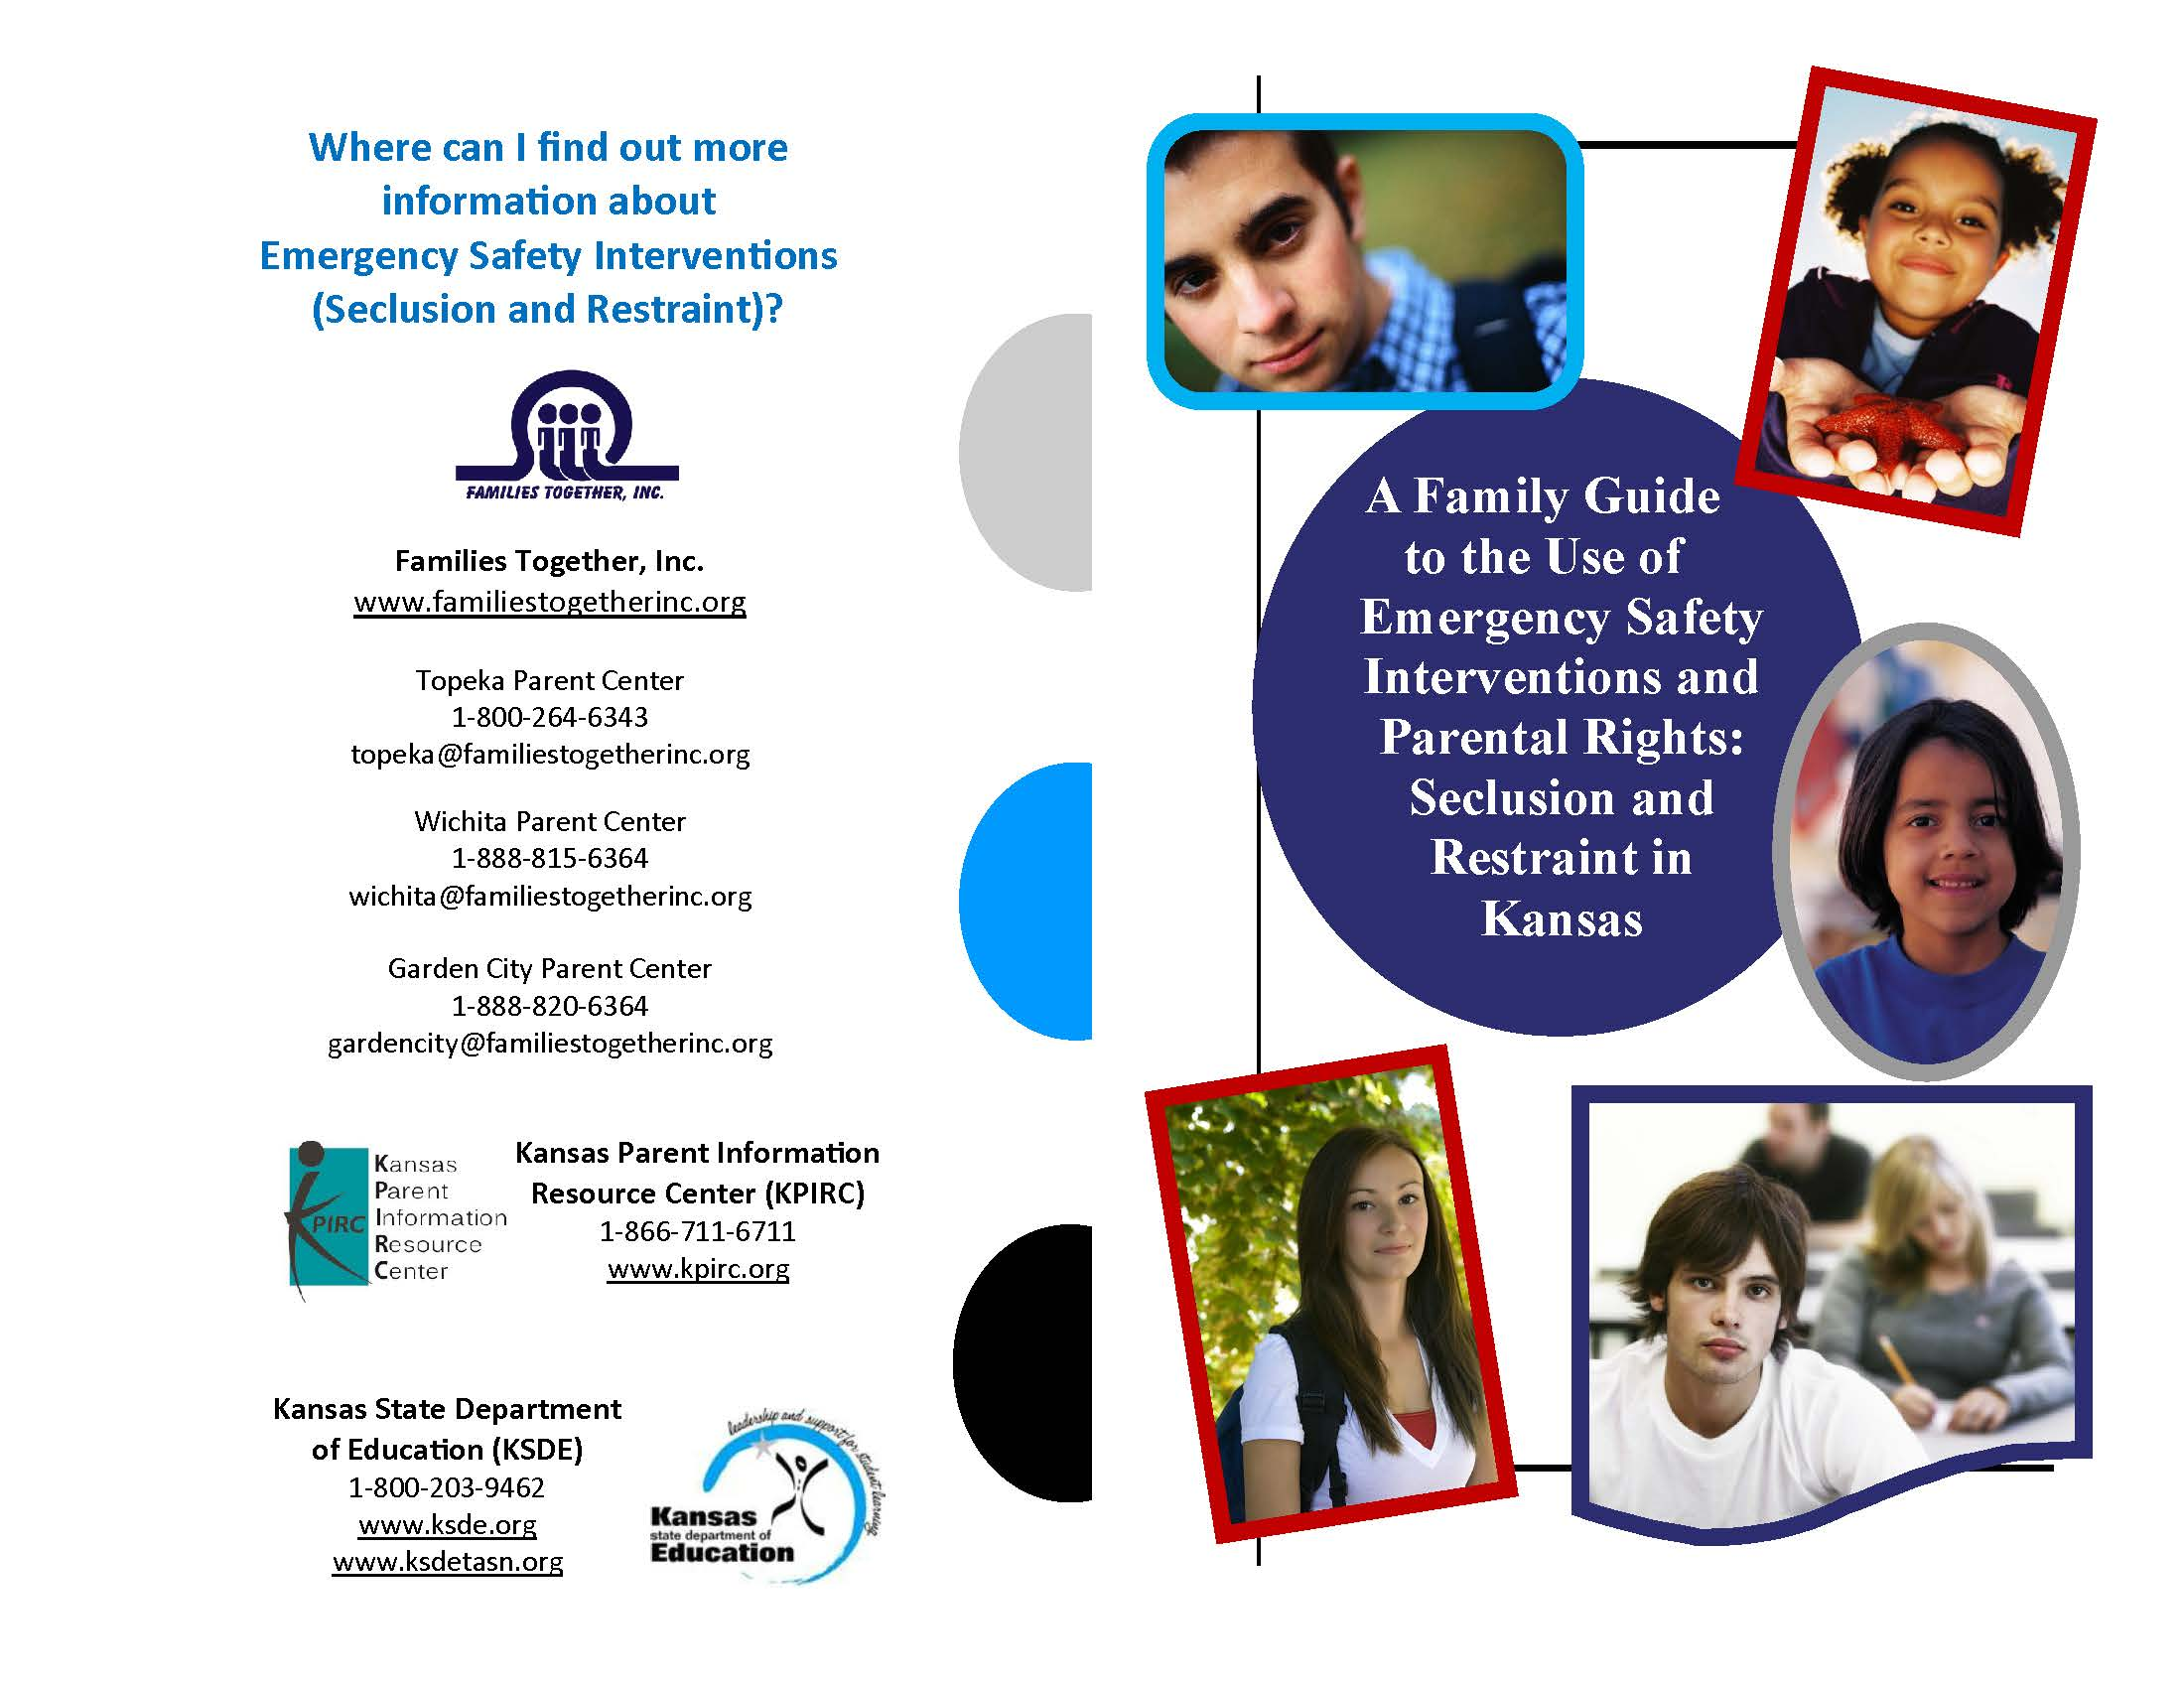 Where can I find out more
information about
Emergency Safety Interventions
(Seclusion and Restraint)?
FAMILIES TOGETHER, INC.
Families Together, Inc.
www.familiestogetherinc.org
Topeka Parent Center
1-800-264-6343
topeka@familiestogetherinc.org
Wichita Parent Center
1-888-815-6364
wichita@familiestogetherinc.org
Garden City Parent Center
1-888-820-6364
gardencity@familiestogetherinc.org
KPIRC
Kansas
Parent
Information
Resource
Center
Kansas Parent Information
Resource Center (KPIRC)
1-866-711-6711
www.kpirc.org
Kansas State Department
of Education (KSDE)
1-800-203-9462
www.ksde.org
www.ksdetasn.org
leadership and support for student learning
Kansas
state department of
Education
A Family Guide
to the Use of
Emergency Safety
Interventions and
Parental Rights:
Seclusion and
Restraint in
Kansas